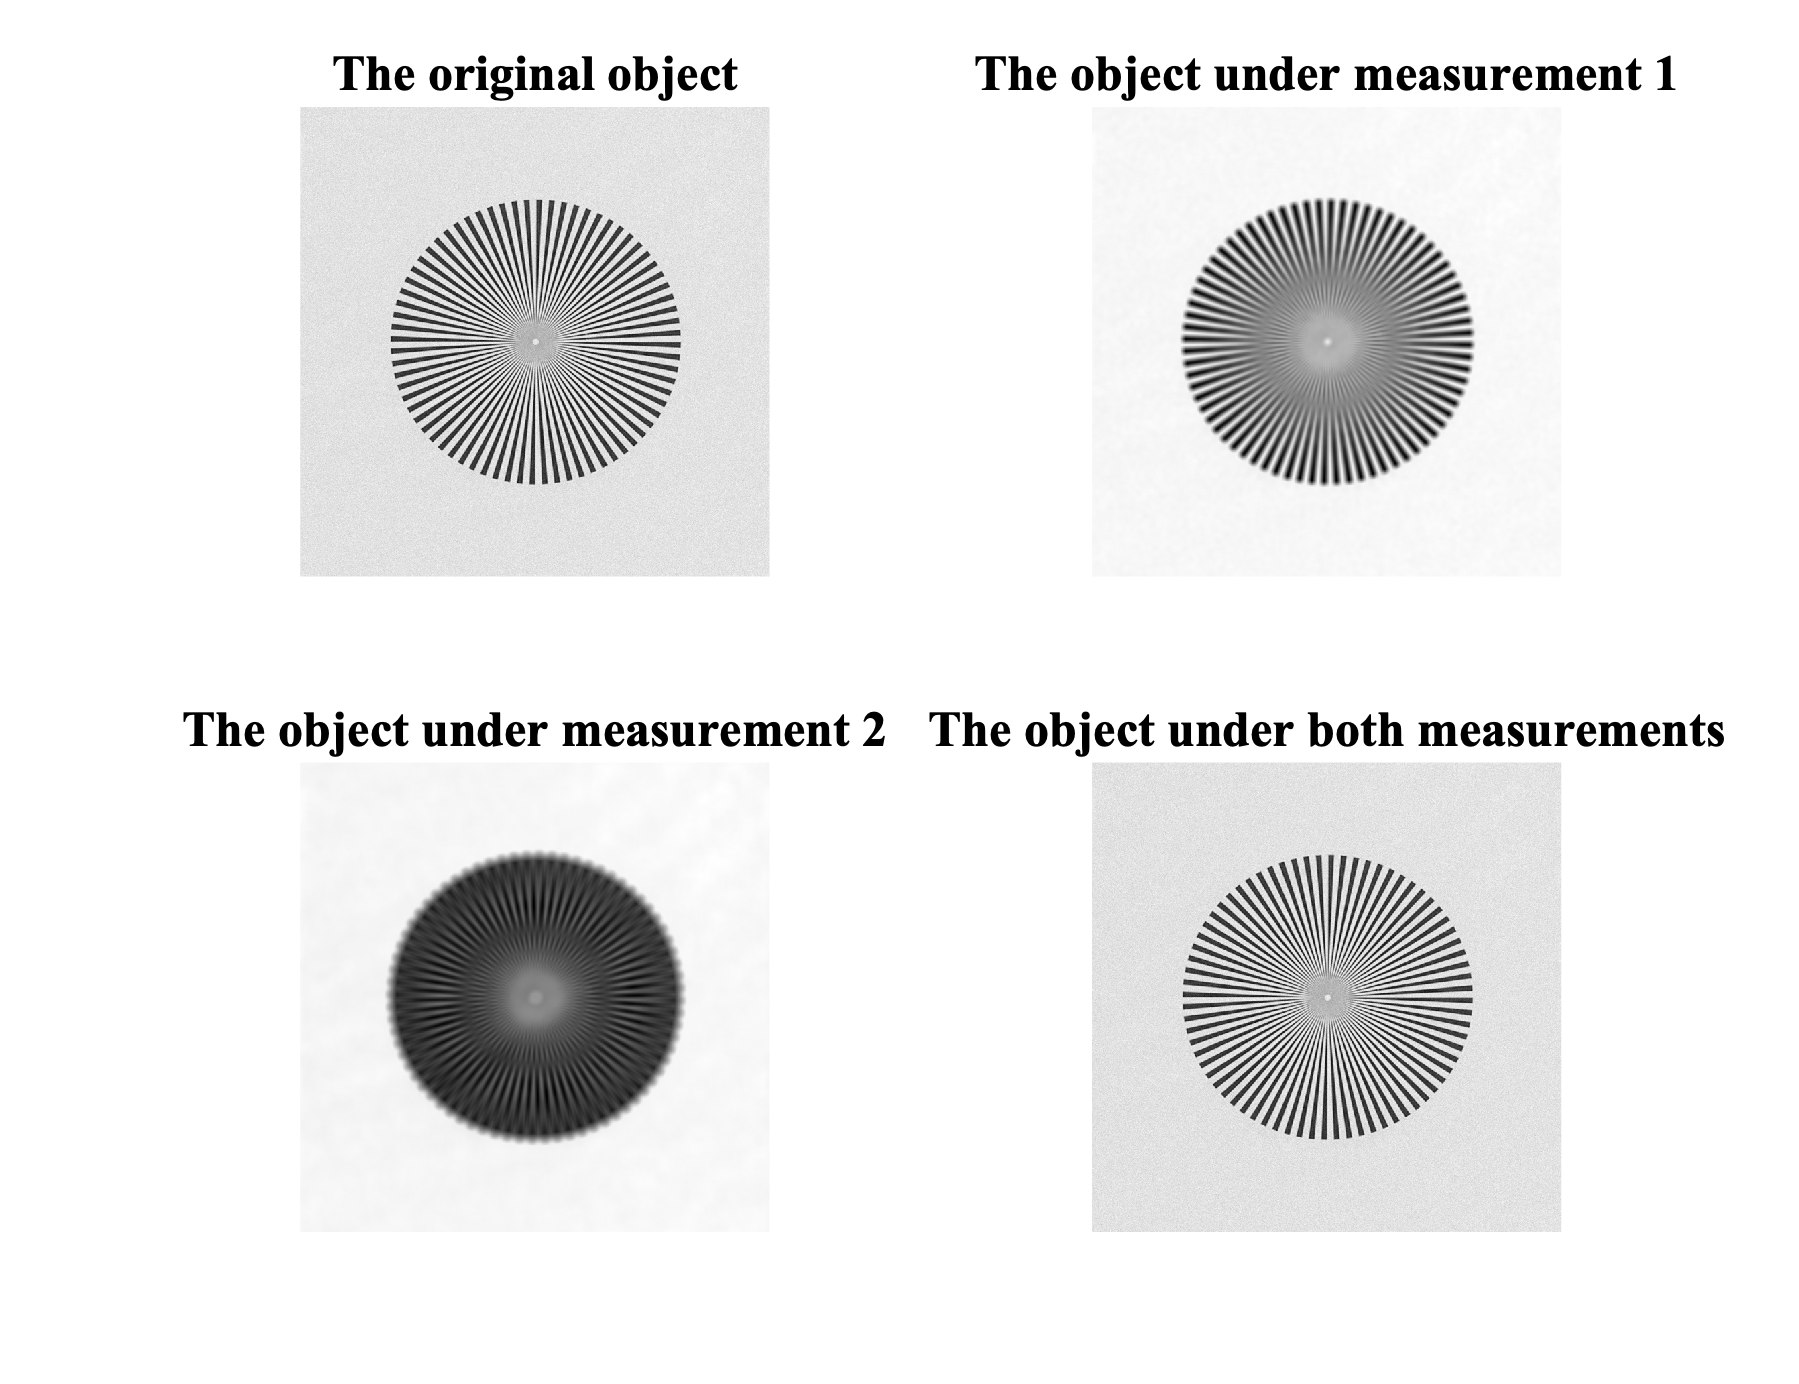 The original object
The object under measurement 1
The object under measurement 2
The object under both measurements